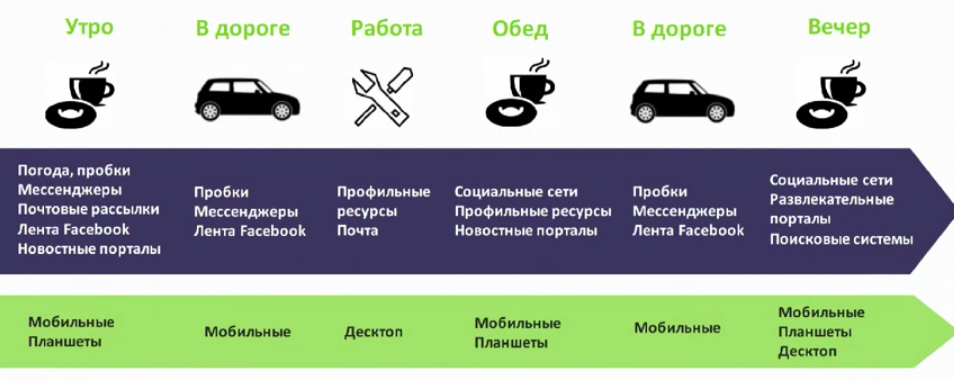 Утро
В дороге
Работа
Обед
В дороге
Вечер
Погода, пробки
Мессенджеры
Почтовые рассылки
Лента Facebook
Новостные порталы
Пробки
Мессенджеры
Лента Facebook
Профильные
ресурсы
Почта
Социальные сети
Профильные ресурсы
Новостные порталы
Пробки
Мессенджеры
Лента Facebook
Социальные сети
Развлекательные
порталы
Поисковые системы
Мобильные
Планшеты
Мобильные
Десктоп
Мобильные
Планшеты
Мобильные
Мобильные
Планшеты
Десктоп